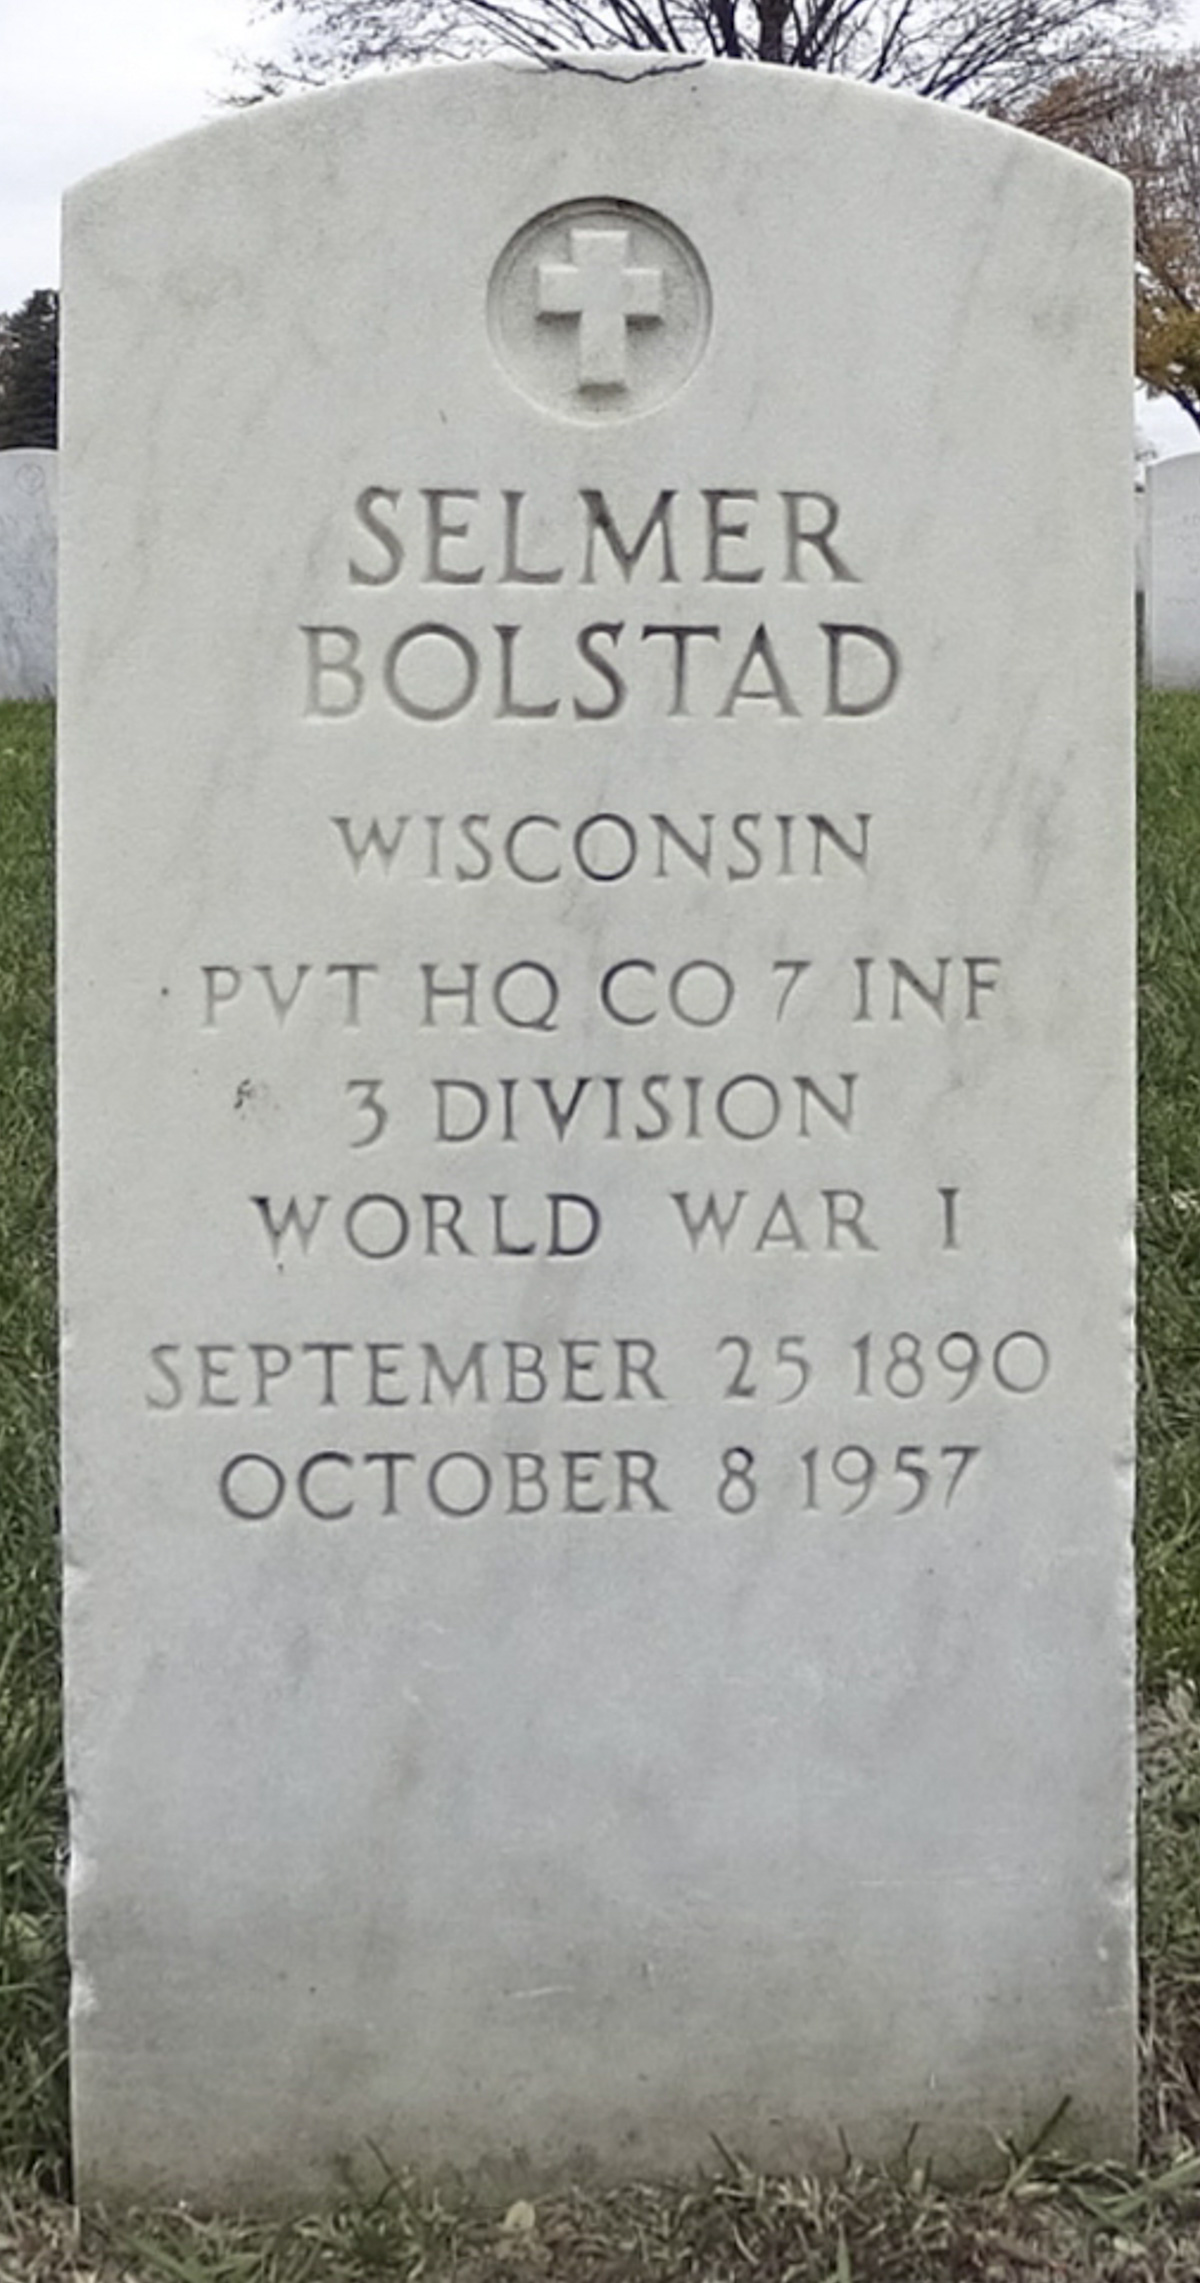 SELMER
BOLSTAD
WISCONSIN
PVT HQ CO 7 INF
3 DIVISION
WORLD WAR I
SEPTEMBER 25 1890
OCTOBER 8 1957